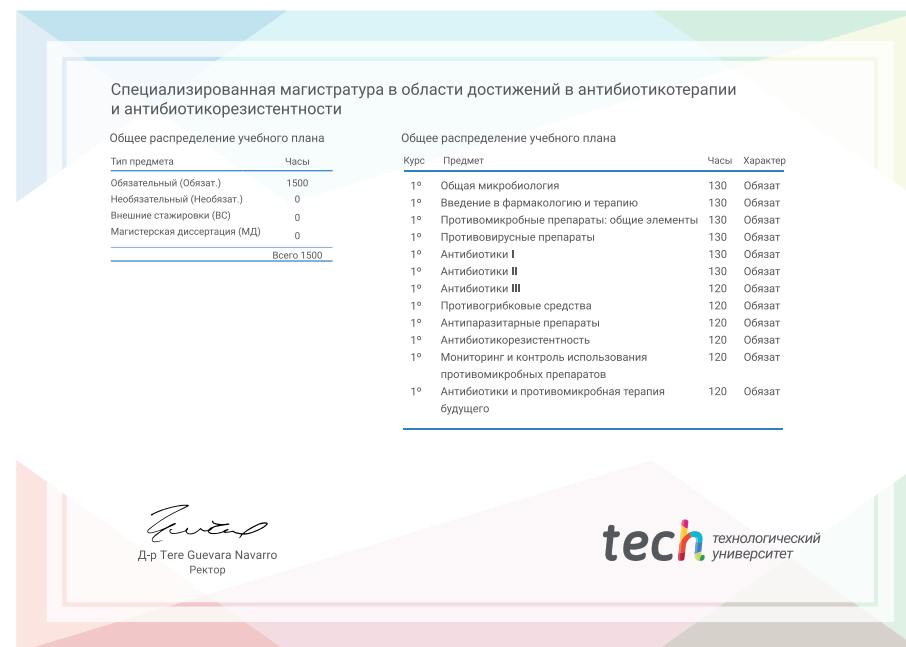 Специализированная магистратура в области достижений в антибиотикотерапии
и антибиотикорезистентности
Общее распределение учебного плана
Тип предмета Часы
Обязательный (Обязат.) 1500
Необязательный (Необязат.) 0
Внешние стажировки (ВС) 0
Магистерская диссертация (МД) 0
Всего 1500
Общее распределение учебного плана
Курс Предмет Часы Характер
1º Общая микробиология 130 Обязат
1º Введение в фармакологию и терапию 130 Обязат
1º Противомикробные препараты: общие элементы 130 Обязат
1º Противовирусные препараты 130 Обязат
1º Антибиотики I 130 Обязат
1º Антибиотики II 130 Обязат
1º Антибиотики III 120 Обязат
1º Противогрибковые средства 120 Обязат
1º Антипаразитарные препараты 120 Обязат
1º Антибиотикорезистентность 120 Обязат
1º Мониторинг и контроль использования 120 Обязат
противомикробных препаратов
1º Антибиотики и противомикробная терапия 120 Обязат
будущего
Д-р Tere Guevara Navarro
Ректор
tech технологический
университет